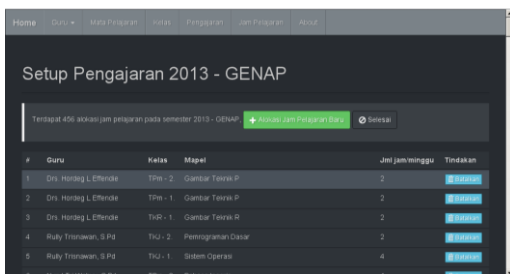 Home Guru Mata Pelajaran Kelas Pengajaran Jam Pelajaran About
Setup Pengajaran 2013 - GENAP
Terdapat 456 alokasi jam pelajaran pada semester 2013 - GENAP, + Alokasi Jam Pelajaran Baru Selesai
# Guru Kelas Mapel Jml jam/minggu Tindakan
1 Drs. Hordeg L Effendie TPm - 2 Gambar Teknik P 2 Batalkan
2 Drs. Hordeg L Effendie TPm - 1 Gambar Teknik P 2 Batalkan
3 Drs. Hordeg L Effendie TKR - 1 Gambar Teknik R 2 Batalkan
4 Rully Trisnawan, S.Pd TKJ - 2 Pemrograman Dasar 2 Batalkan
5 Rully Trisnawan, S.Pd TKJ - 1 Sistem Operasi 4 Batalkan